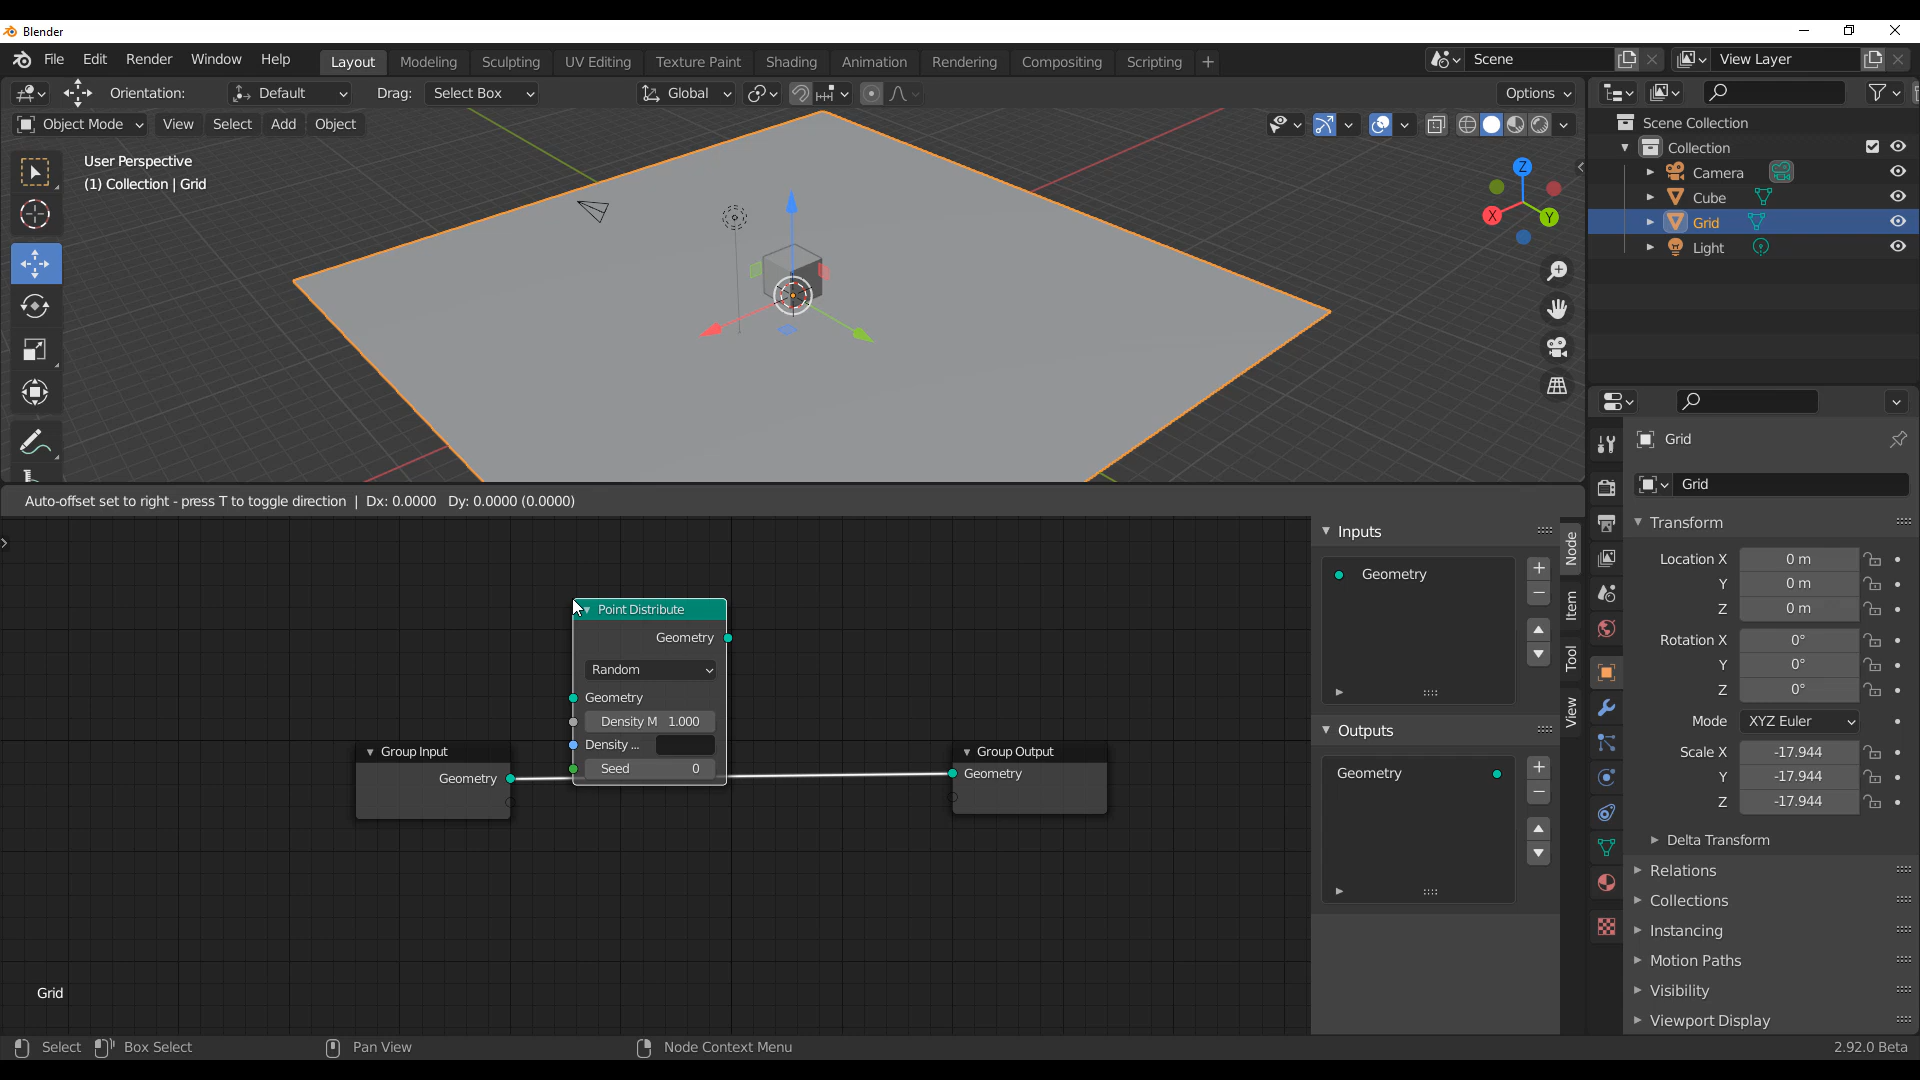 Blender
File Edit Render Window Help Layout Modeling Sculpting UV Editing Texture Paint Shading Animation Rendering Compositing Scripting + Scene View Layer
Orientation: Default Drag: Select Box Global Options
Object Mode View Select Add Object
User Perspective
(1) Collection | Grid
Z
X
Y
Scene Collection
Collection
Camera
Cube
Grid
Light
Auto-offset set to right - press T to toggle direction | Dx: 0.0000 Dy: 0.0000 (0.0000)
Point Distribute
Geometry
Random
Geometry
Density M 1.000
Density ...
Seed 0
Group Input
Geometry
Group Output
Geometry
Grid
Inputs
Geometry
Outputs
Geometry
Node
Item
Tool
View
Grid
Grid
Transform
Location X 0 m
Y 0 m
Z 0 m
Rotation X 0°
Y 0°
Z 0°
Mode XYZ Euler
Scale X -17.944
Y -17.944
Z -17.944
Delta Transform
Relations
Collections
Instancing
Motion Paths
Visibility
Viewport Display
Select Box Select Pan View Node Context Menu 2.92.0 Beta